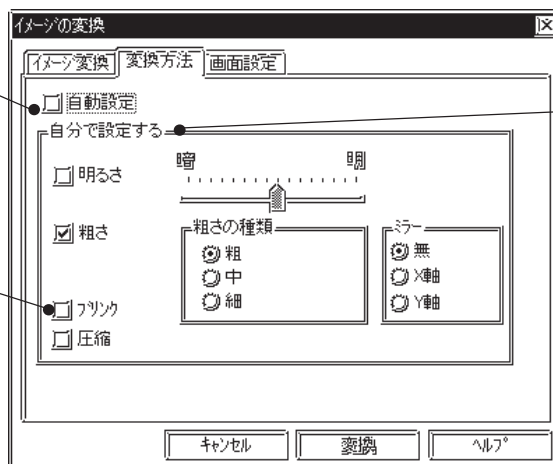 イメージの変換
イメージ変換 変換方法 画面設定
自動設定
自分で設定する
明るさ 暗 明
粗さ
粗さの種類
粗
中
細
ミラー
無
X軸
Y軸
ブリンク
圧縮
キャンセル 変換 ヘルプ